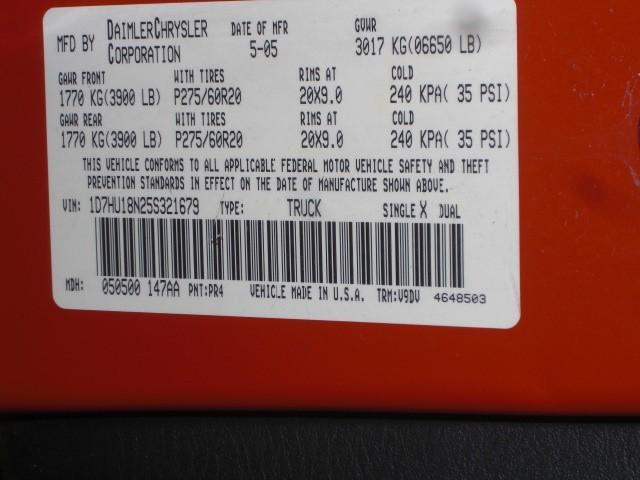 MFD BY DAIMLERCHRYSLER CORPORATION DATE OF MFR 5-05 GVWR 3017 KG(06650 LB)
GAWR FRONT WITH TIRES RIMS AT COLD
1770 KG(3900 LB) P275/60R20 20X9.0 240 KPA( 35 PSI)
GAWR REAR WITH TIRES RIMS AT COLD
1770 KG(3900 LB) P275/60R20 20X9.0 240 KPA( 35 PSI)
THIS VEHICLE CONFORMS TO ALL APPLICABLE FEDERAL MOTOR VEHICLE SAFETY AND THEFT
PREVENTION STANDARDS IN EFFECT ON THE DATE OF MANUFACTURE SHOWN ABOVE.
VIN: 1D7HU18N25S321679 TYPE: TRUCK SINGLE X DUAL
MDH: 050500 147AA PNT:PR4 VEHICLE MADE IN U.S.A. TRM:V9DV 4648503